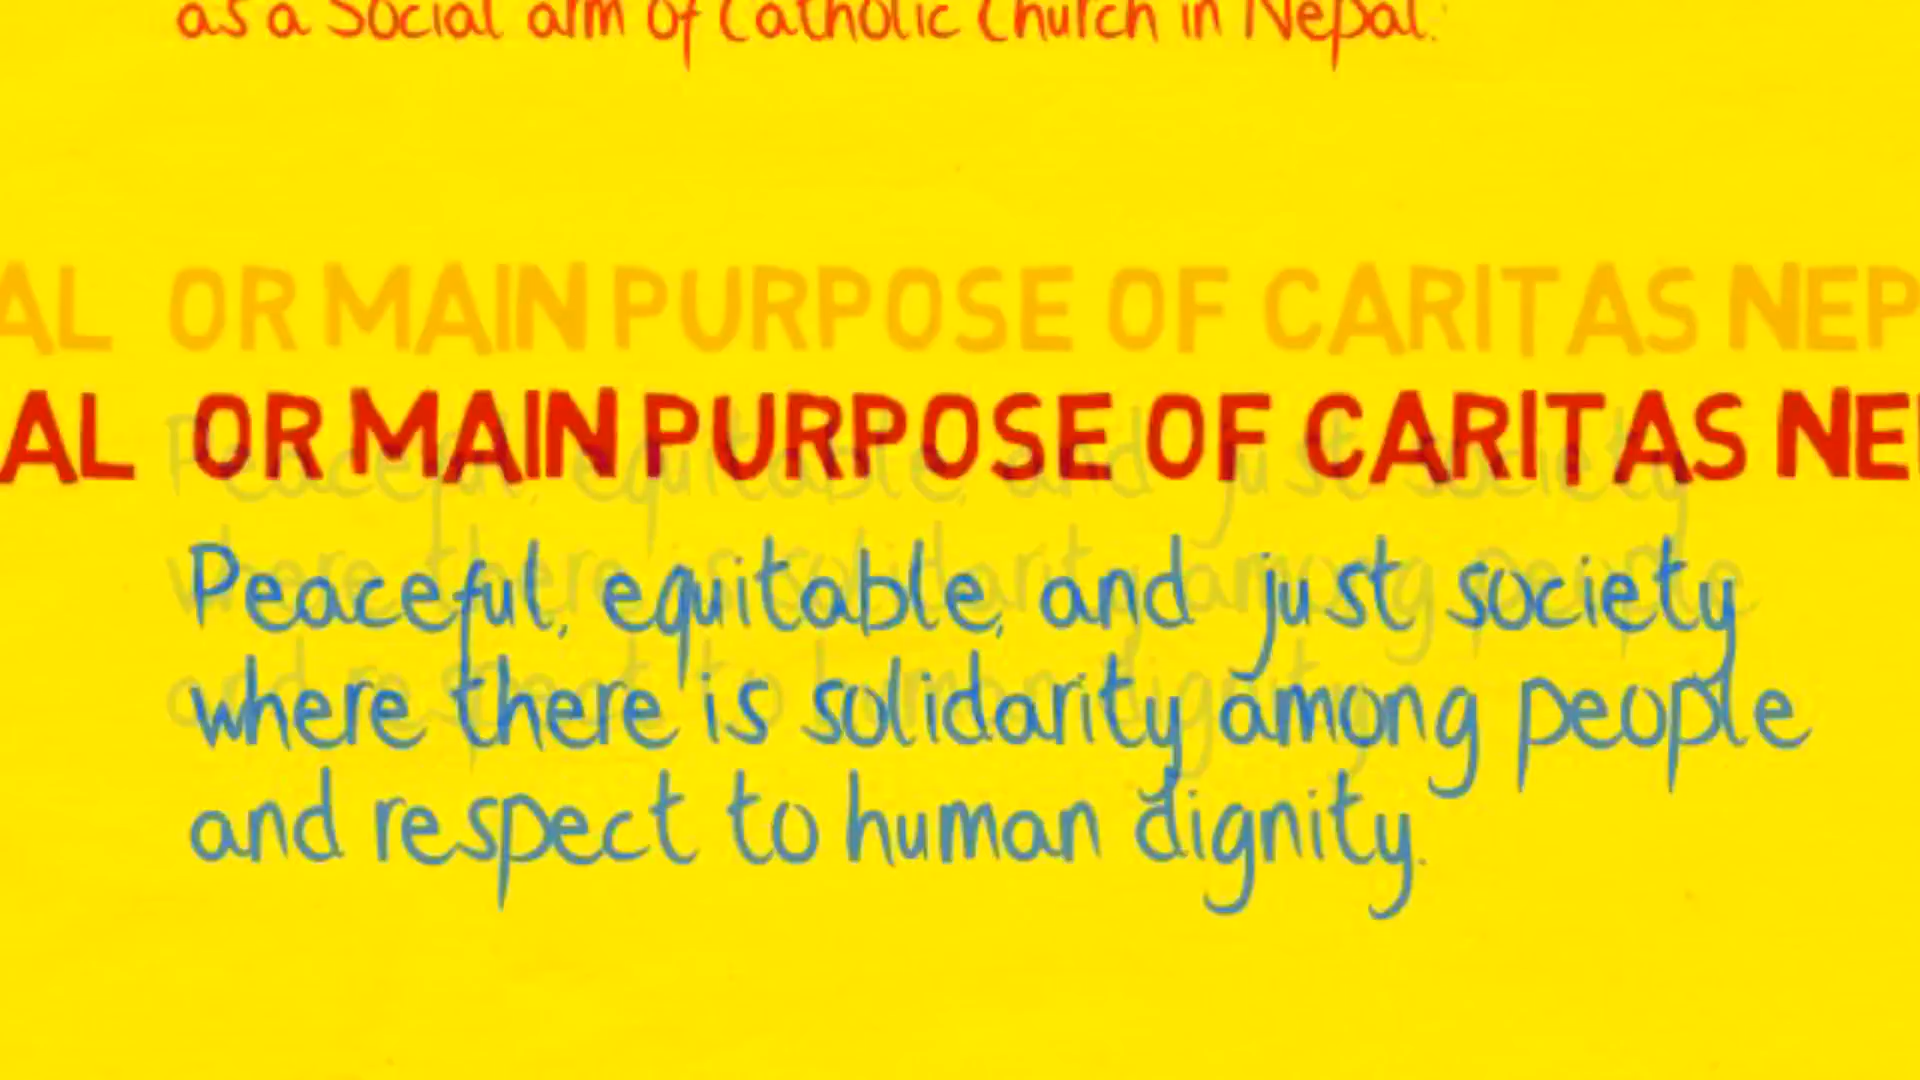 as a Social arm of Catholic Church in Nepal.
AL OR MAIN PURPOSE OF CARITAS NEP
AL OR MAIN PURPOSE OF CARITAS NE
Peaceful, equitable, and just society
where there is solidarity among people
and respect to human dignity.